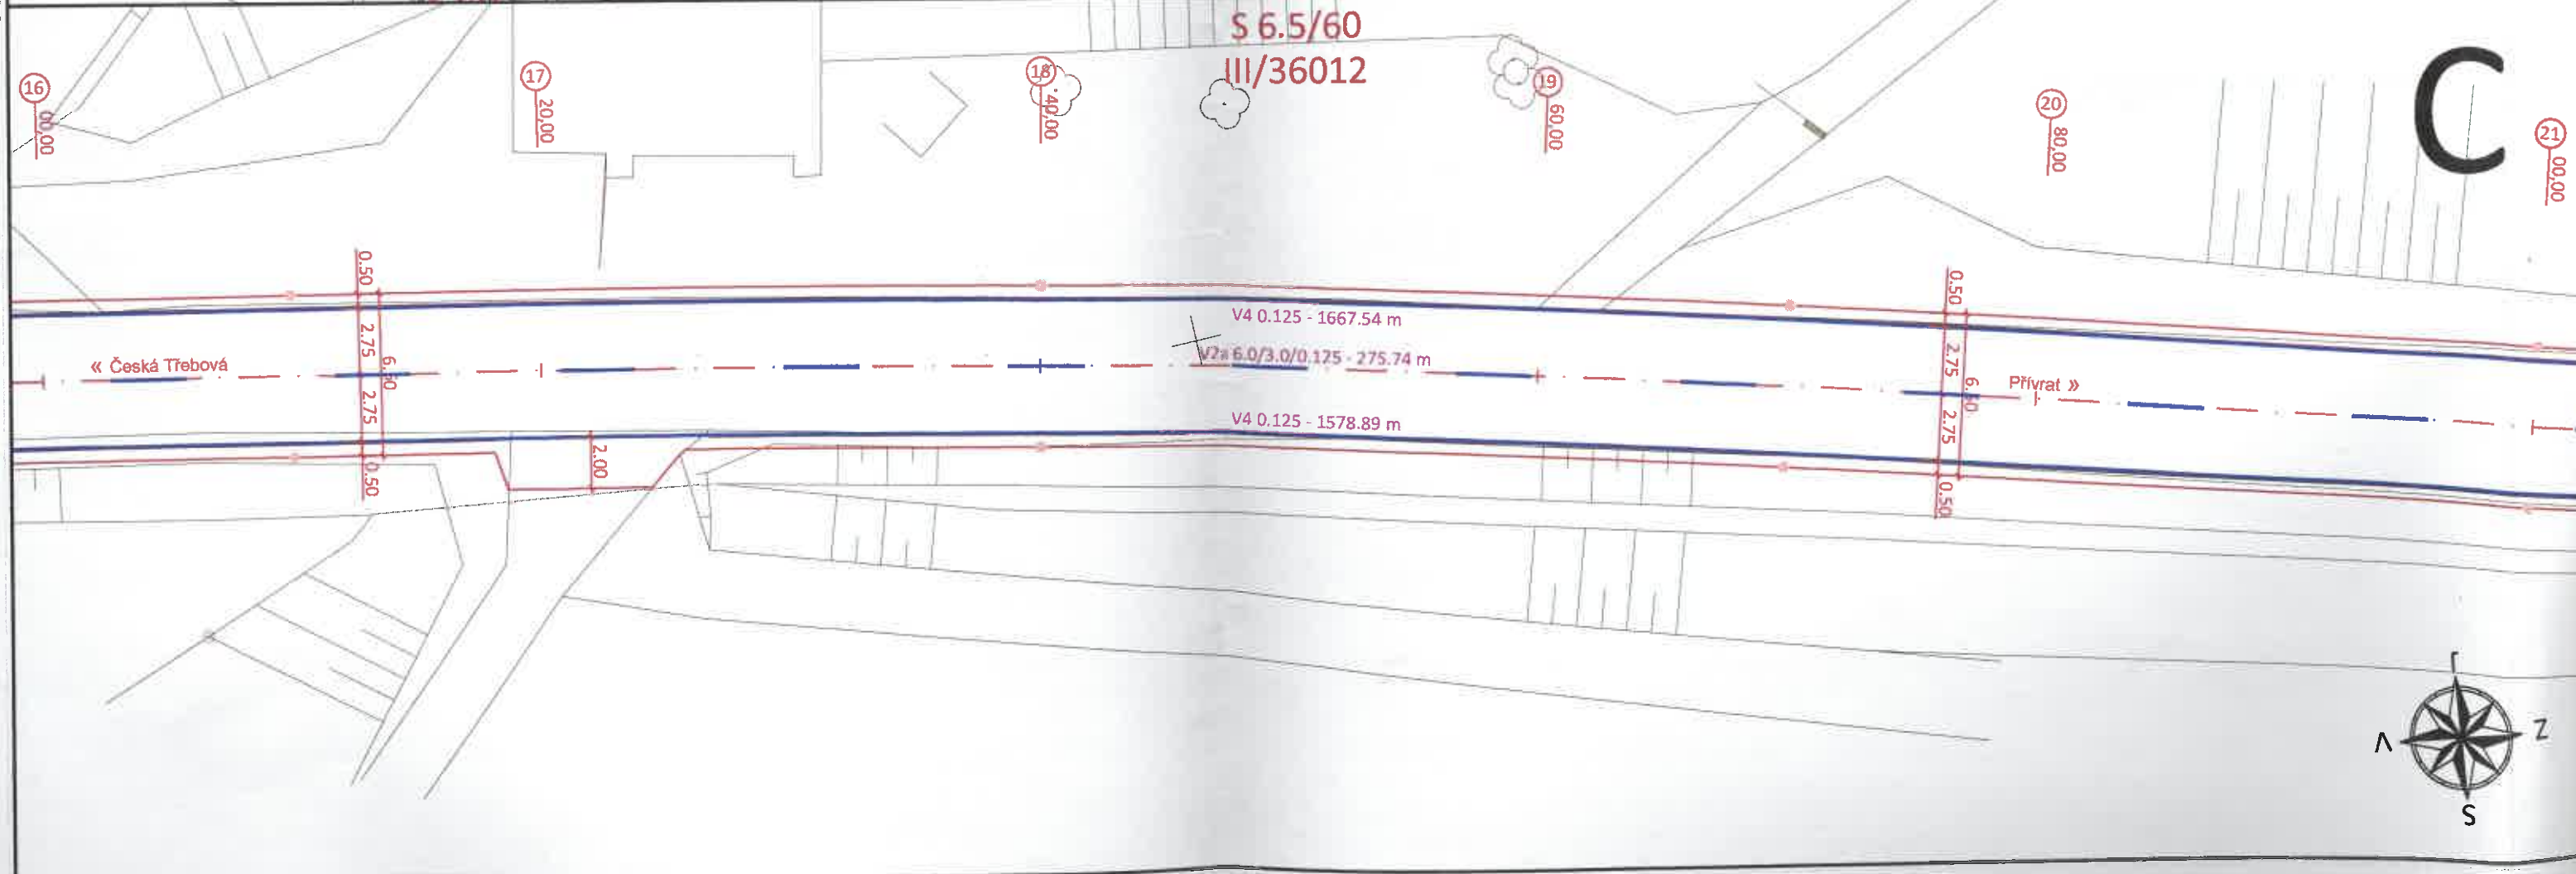 S 6.5/60
III/36012
C
16
00,00
17
20,00
18
40,00
19
60,00
20
80,00
21
00,00
0.50
2.75
6.50
2.75
0.50
« Česká Třebová
2.00
V4 0.125 - 1667.54 m
V2a 6.0/3.0/0.125 - 275.74 m
V4 0.125 - 1578.89 m
0.50
2.75
6.50
2.75
0.50
Přívrat »
J
V
Z
S